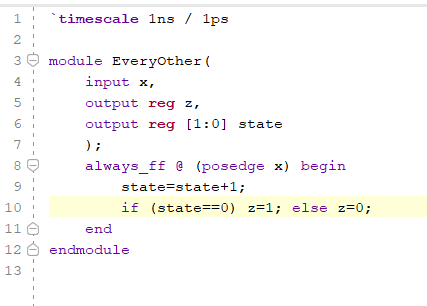 1 `timescale 1ns / 1ps
2
3 module EveryOther(
4 input x,
5 output reg z,
6 output reg [1:0] state
7 );
8 always_ff @ (posedge x) begin
9 state=state+1;
10 if (state==0) z=1; else z=0;
11 end
12 endmodule
13